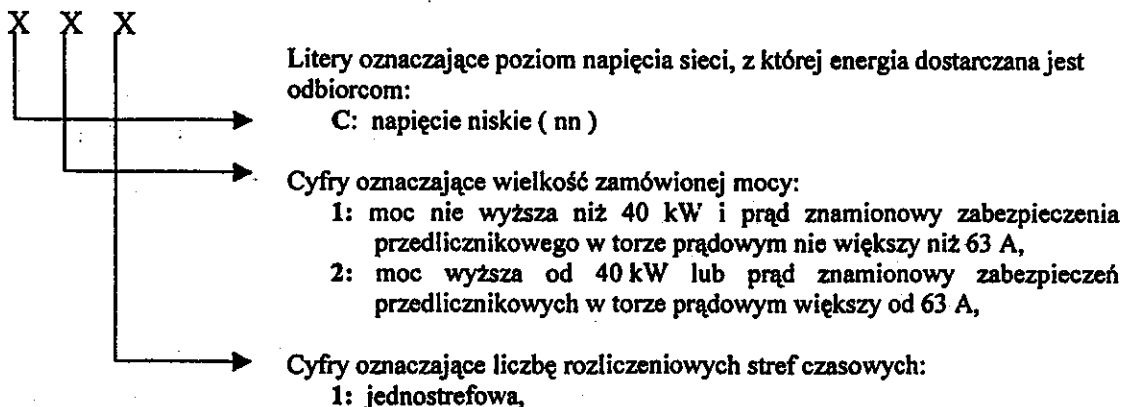 X X X
Litery oznaczające poziom napięcia sieci, z której energia dostarczana jest
odbiorcom:
C: napięcie niskie ( nn )
Cyfry oznaczające wielkość zamówionej mocy:
1: moc nie wyższa niż 40 kW i prąd znamionowy zabezpieczenia
przedlicznikowego w torze prądowym nie większy niż 63 A,
2: moc wyższa od 40 kW lub prąd znamionowy zabezpieczeń
przedlicznikowych w torze prądowym większy od 63 A,
Cyfry oznaczające liczbę rozliczeniowych stref czasowych:
1: jednostrefowa,